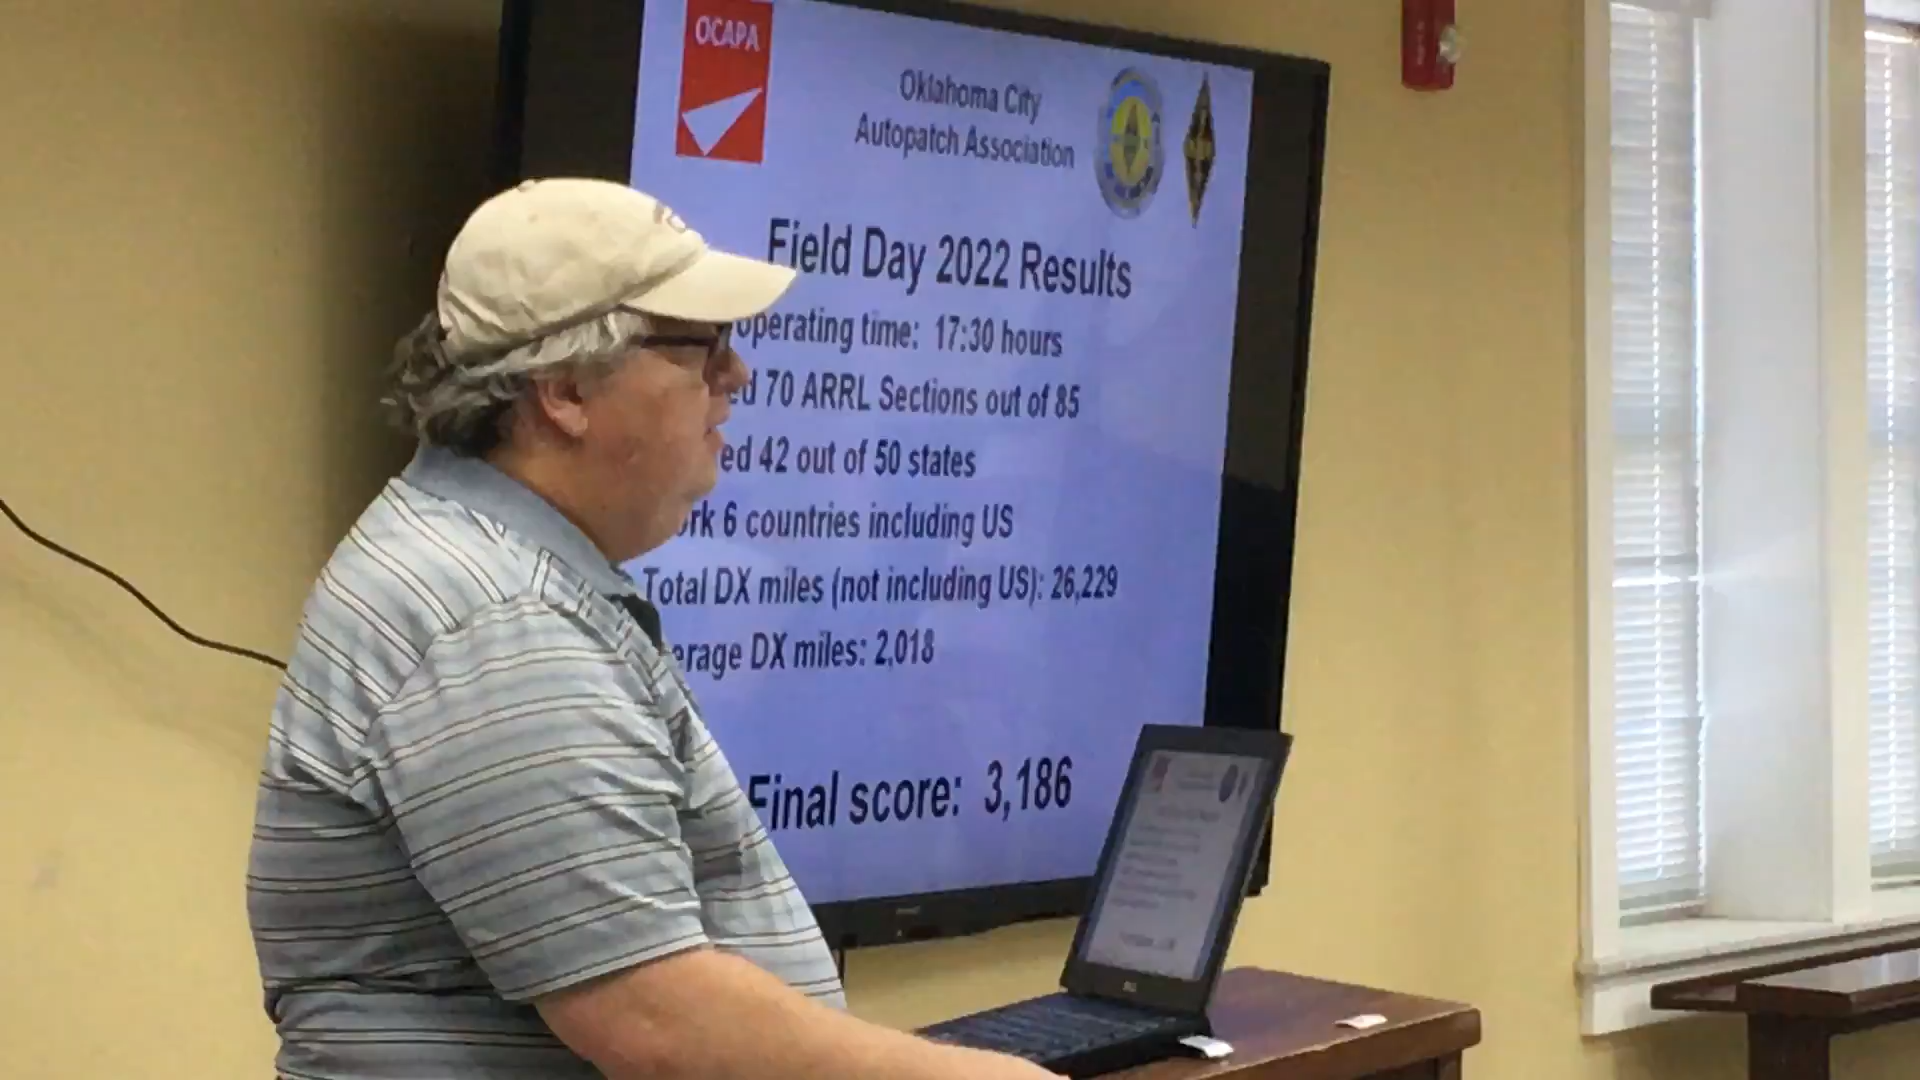 OCAPA
Oklahoma City
Autopatch Association
Field Day 2022 Results
operating time: 17:30 hours
70 ARRL Sections out of 85
42 out of 50 states
6 countries including US
Total DX miles (not including US): 26,229
DX miles: 2,018
Final score: 3,186